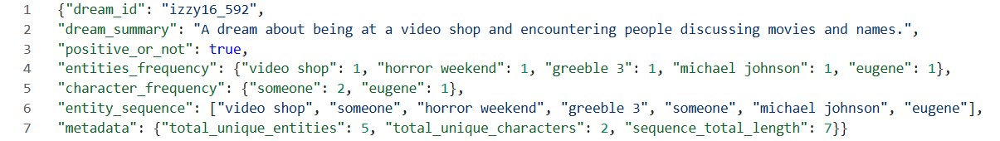 1 {"dream_id": "izzy16_592",
2 "dream_summary": "A dream about being at a video shop and encountering people discussing movies and names.",
3 "positive_or_not": true,
4 "entities_frequency": {"video shop": 1, "horror weekend": 1, "greeble 3": 1, "michael johnson": 1, "eugene": 1},
5 "character_frequency": {"someone": 2, "eugene": 1},
6 "entity_sequence": ["video shop", "someone", "horror weekend", "greeble 3", "someone", "michael johnson", "eugene"],
7 "metadata": {"total_unique_entities": 5, "total_unique_characters": 2, "sequence_total_length": 7}}